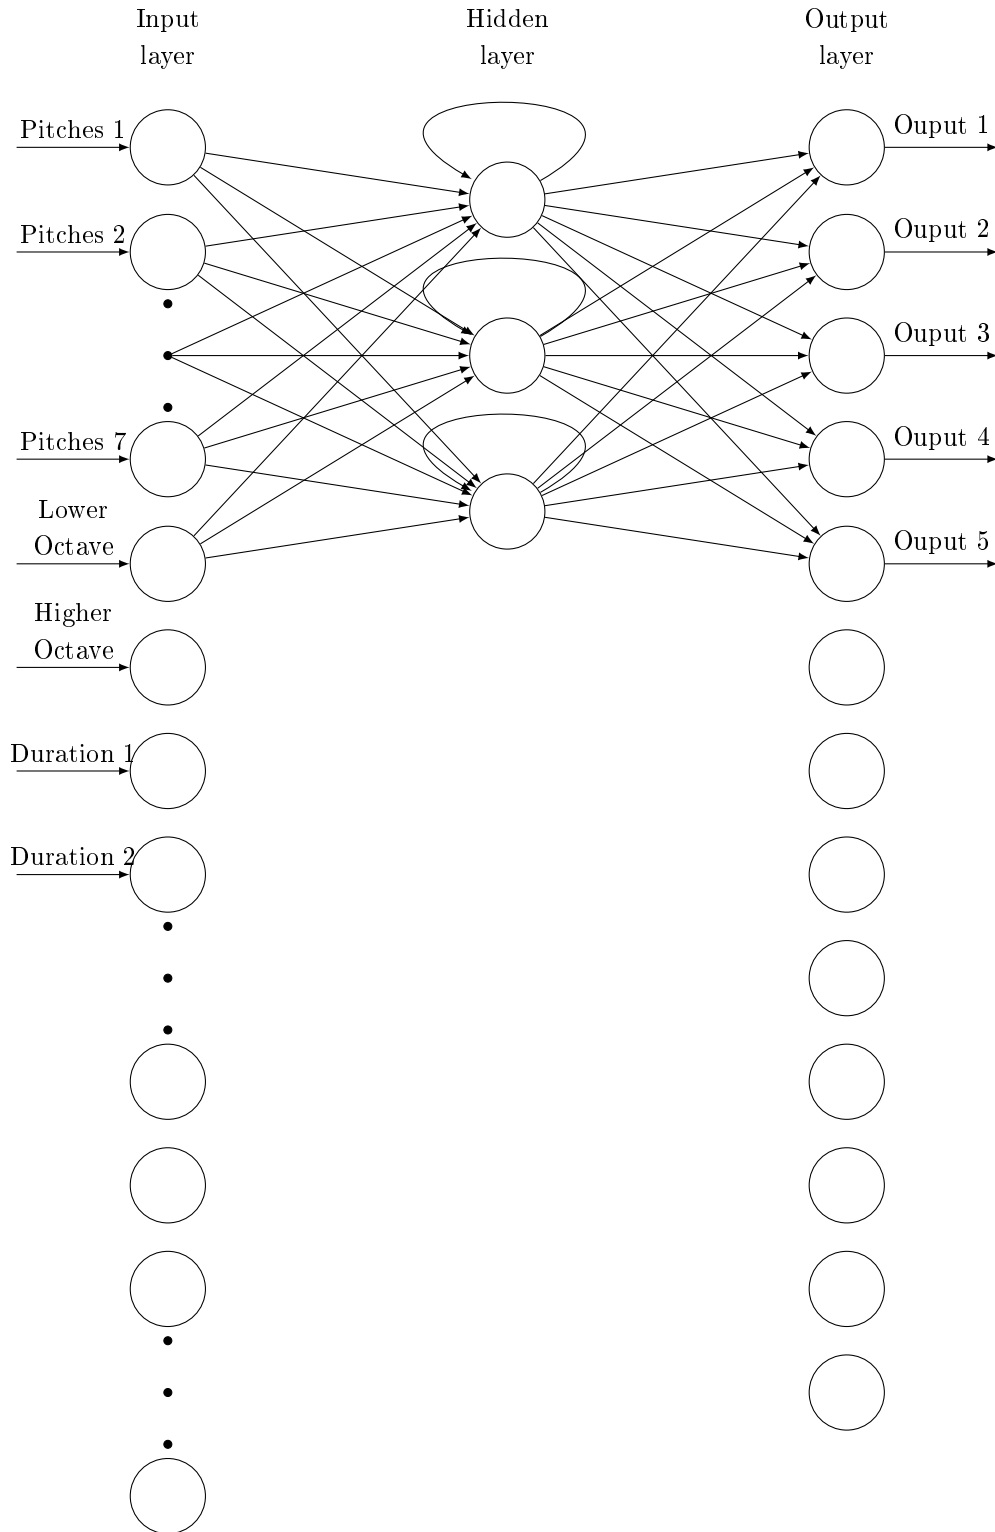 Input
layer
Hidden
layer
Output
layer
Pitches 1
Pitches 2
Pitches 7
Lower
Octave
Higher
Octave
Duration 1
Duration 2
Ouput 1
Ouput 2
Ouput 3
Ouput 4
Ouput 5